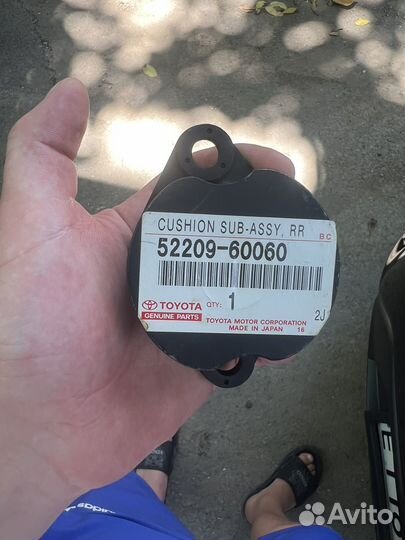 CUSHION SUB-ASSY, RR
B.C
52209-60060
TOYOTA
GENUINE PARTS
QTY: 1
2J
TOYOTA MOTOR CORPORATION
MADE IN JAPAN 16
adidas
Avito